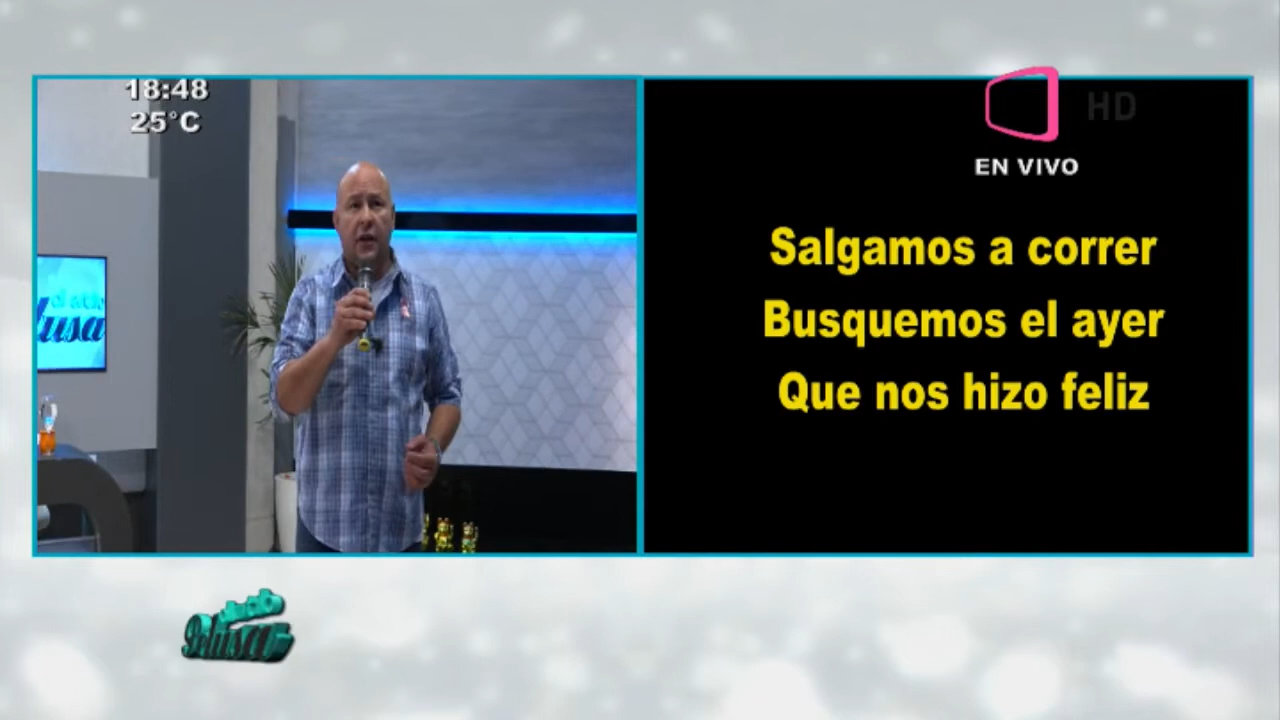 18:48
25°C
HD
EN VIVO
Salgamos a correr
Busquemos el ayer
Que nos hizo feliz